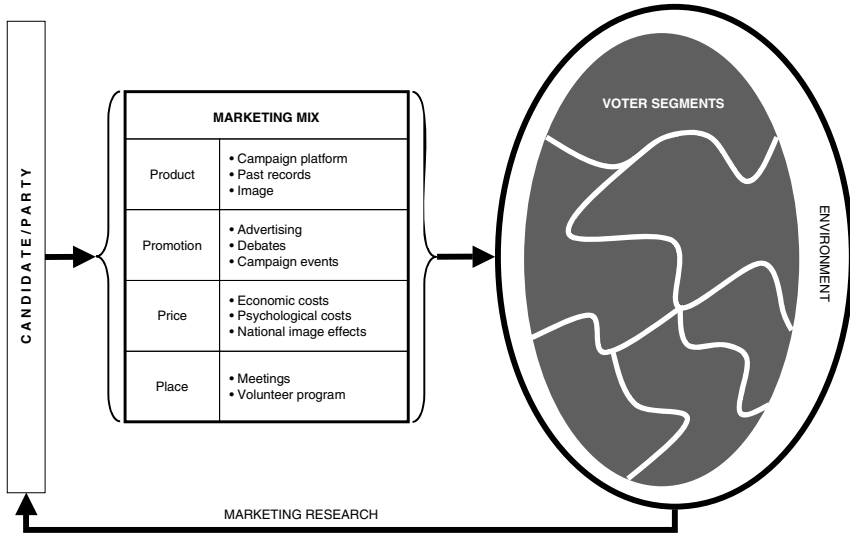 CANDIDATE/PARTY
MARKETING MIX
Product
• Campaign platform
• Past records
• Image
Promotion
• Advertising
• Debates
• Campaign events
Price
• Economic costs
• Psychological costs
• National image effects
Place
• Meetings
• Volunteer program
VOTER SEGMENTS
ENVIRONMENT
MARKETING RESEARCH